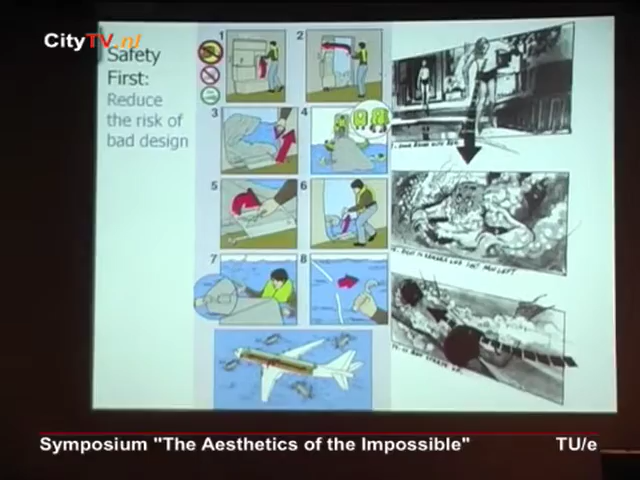 CityTV.nl
Safety
First:
Reduce
the risk of
bad design
1
2
3
4
5
6
7
8
Symposium "The Aesthetics of the Impossible"
TU/e